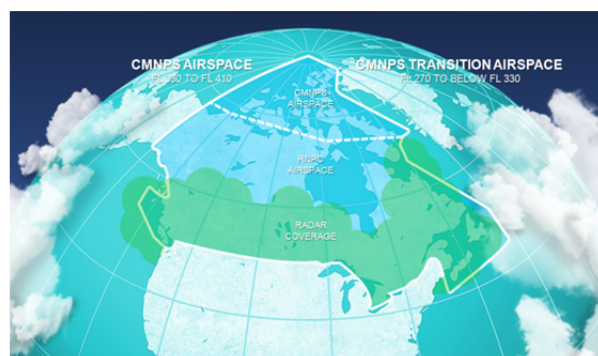 CMNPS AIRSPACE
FL 330 TO FL 410
CMNPS TRANSITION AIRSPACE
FL 270 TO BELOW FL 330
CMNPS
AIRSPACE
RNPC
AIRSPACE
RADAR
COVERAGE